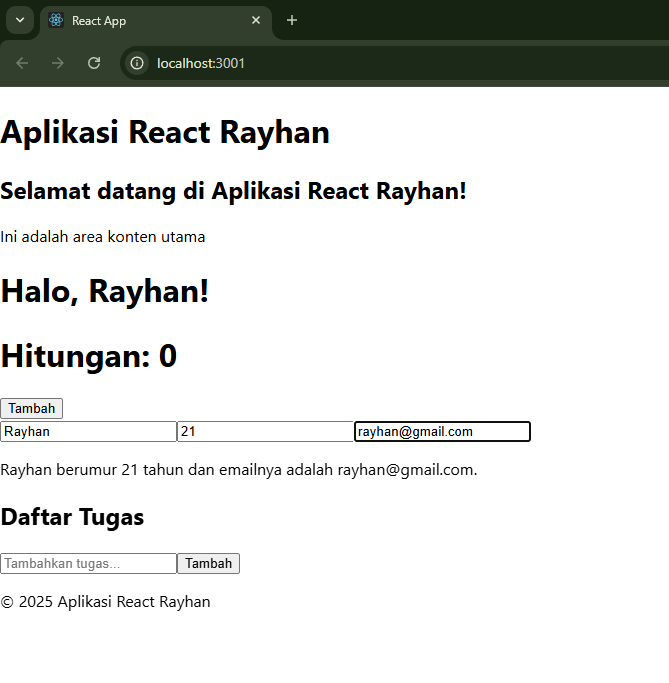 React App
localhost:3001
Aplikasi React Rayhan
Selamat datang di Aplikasi React Rayhan!
Ini adalah area konten utama
Halo, Rayhan!
Hitungan: 0
Tambah
Rayhan 21 rayhan@gmail.com
Rayhan berumur 21 tahun dan emailnya adalah rayhan@gmail.com.
Daftar Tugas
Tambahkan tugas... Tambah
© 2025 Aplikasi React Rayhan